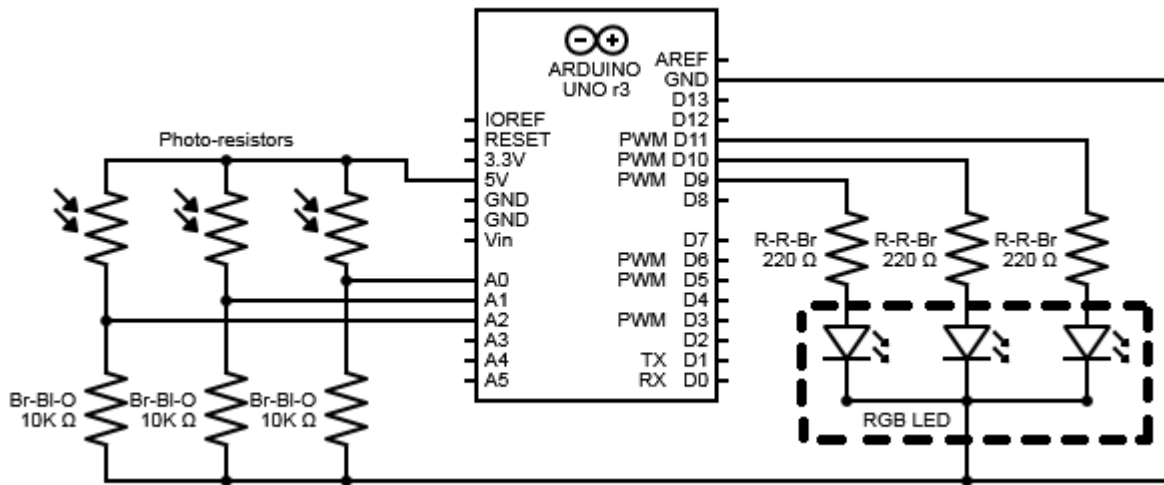 ARDUINO
UNO r3
AREF
GND
D13
D12
PWM D11
PWM D10
PWM D9
D8
D7
PWM D6
PWM D5
D4
PWM D3
D2
TX D1
RX D0
IOREF
RESET
3.3V
5V
GND
GND
Vin
A0
A1
A2
A3
A4
A5
Photo-resistors
Br-Bl-O
10K Ω
Br-Bl-O
10K Ω
Br-Bl-O
10K Ω
R-R-Br
220 Ω
R-R-Br
220 Ω
R-R-Br
220 Ω
RGB LED